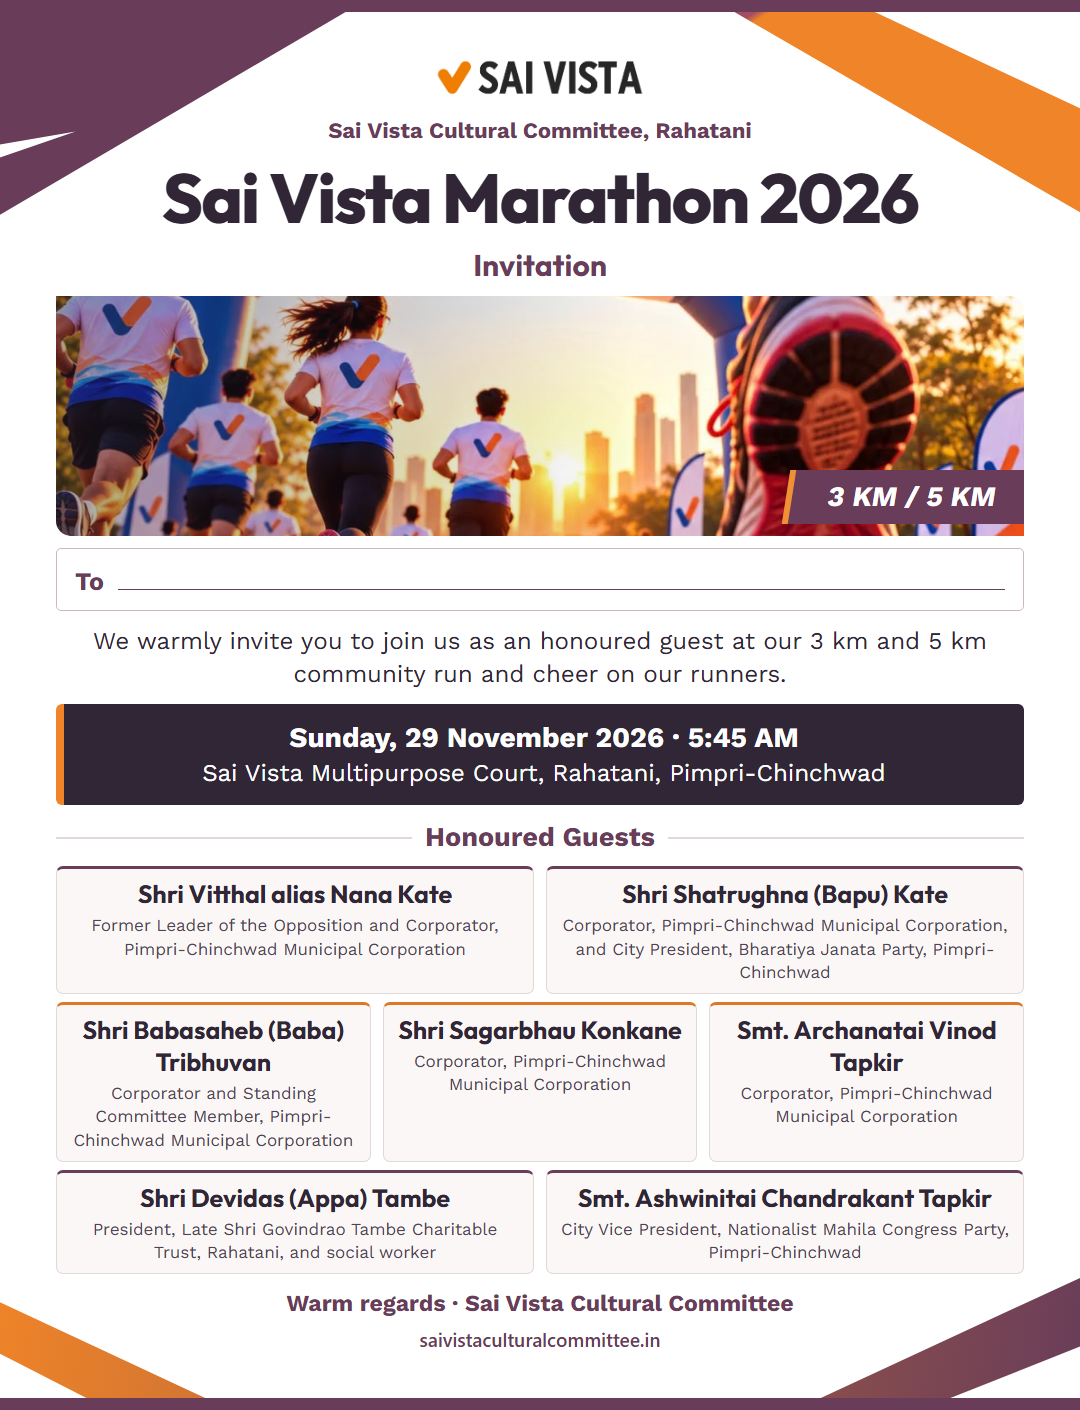 SAI VISTA
Sai Vista Cultural Committee, Rahatani
Sai Vista Marathon 2026
Invitation
3 KM / 5 KM
To
We warmly invite you to join us as an honoured guest at our 3 km and 5 km
community run and cheer on our runners.
Sunday, 29 November 2026 · 5:45 AM
Sai Vista Multipurpose Court, Rahatani, Pimpri-Chinchwad
Honoured Guests
Shri Vitthal alias Nana Kate
Former Leader of the Opposition and Corporator,
Pimpri-Chinchwad Municipal Corporation
Shri Shatrughna (Bapu) Kate
Corporator, Pimpri-Chinchwad Municipal Corporation,
and City President, Bharatiya Janata Party, Pimpri-
Chinchwad
Shri Babasaheb (Baba)
Tribhuvan
Corporator and Standing
Committee Member, Pimpri-
Chinchwad Municipal Corporation
Shri Sagarbhau Konkane
Corporator, Pimpri-Chinchwad
Municipal Corporation
Smt. Archanatai Vinod
Tapkir
Corporator, Pimpri-Chinchwad
Municipal Corporation
Shri Devidas (Appa) Tambe
President, Late Shri Govindrao Tambe Charitable
Trust, Rahatani, and social worker
Smt. Ashwinitai Chandrakant Tapkir
City Vice President, Nationalist Mahila Congress Party,
Pimpri-Chinchwad
Warm regards · Sai Vista Cultural Committee
saivistaculturalcommittee.in